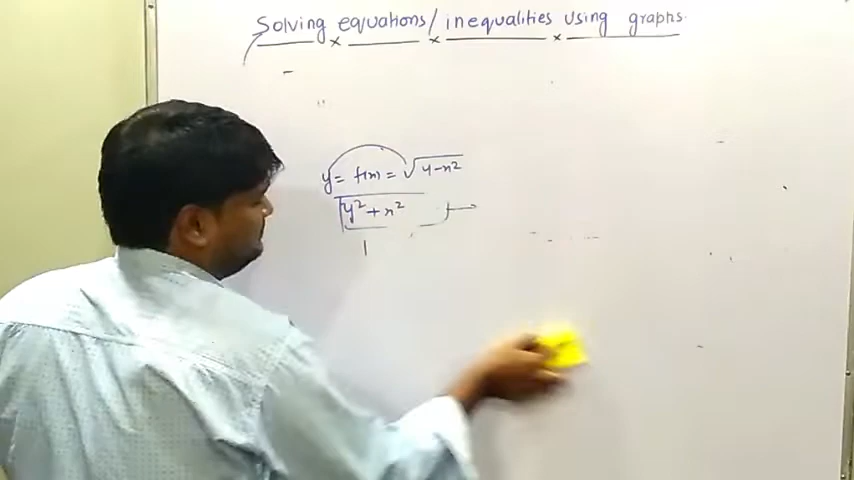 Solving equations/inequalities using graphs.
y = f(x) = √4-x²
y² + x²